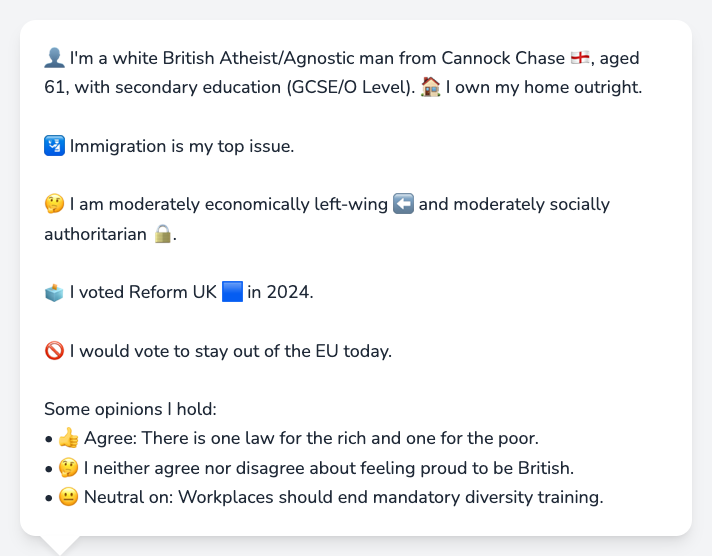 👤 I'm a white British Atheist/Agnostic man from Cannock Chase 🏴󠁧󠁢󠁥󠁮󠁧󠁿, aged
61, with secondary education (GCSE/O Level). 🏠 I own my home outright.
🛂 Immigration is my top issue.
🤔 I am moderately economically left-wing ⬅️ and moderately socially
authoritarian 🔒.
🗳️ I voted Reform UK 🟦 in 2024.
🚫 I would vote to stay out of the EU today.
Some opinions I hold:
• 👍 Agree: There is one law for the rich and one for the poor.
• 🤔 I neither agree nor disagree about feeling proud to be British.
• 😐 Neutral on: Workplaces should end mandatory diversity training.